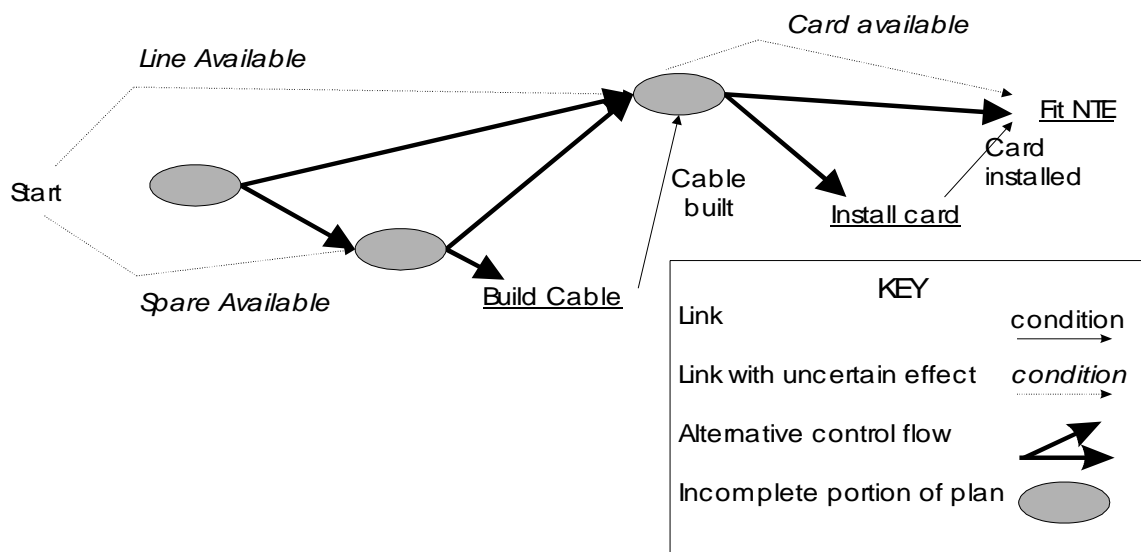 Card available
Line Available
Fit NTE
Card
installed
Start
Cable
built
Install card
Spare Available
Build Cable
KEY
Link
condition
Link with uncertain effect
condition
Alternative control flow
Incomplete portion of plan